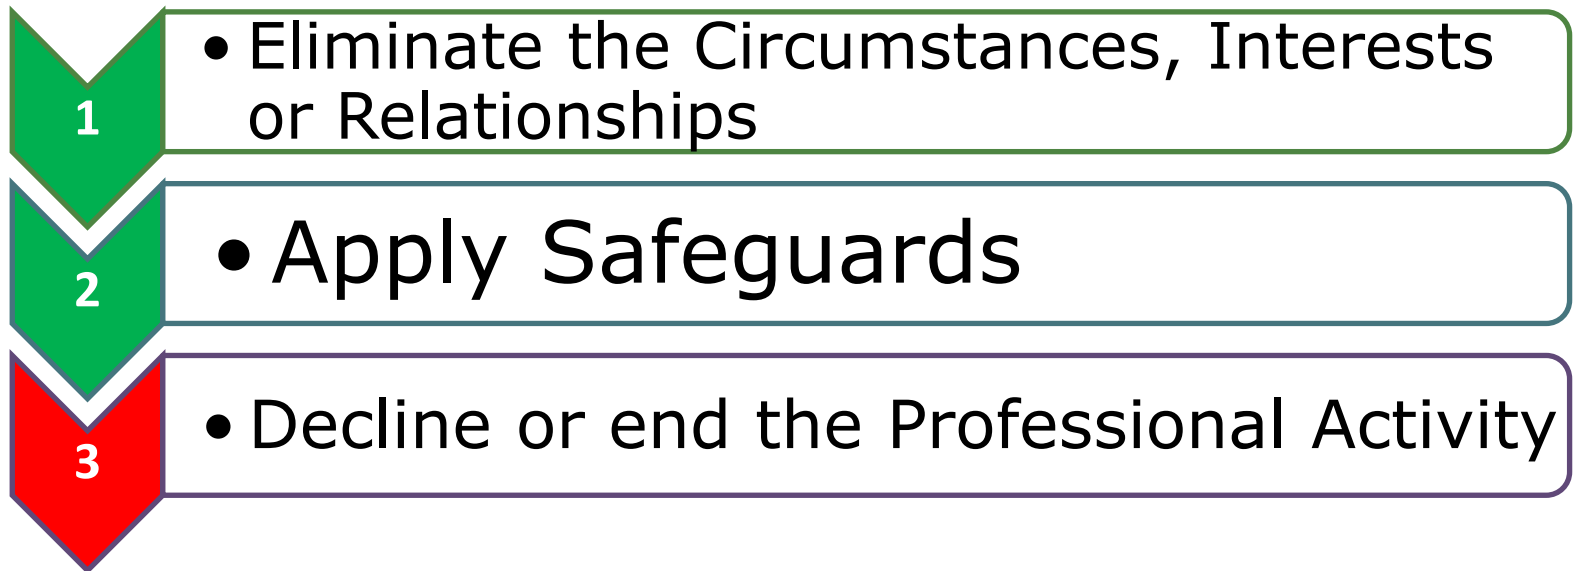 1
• Eliminate the Circumstances, Interests
or Relationships
2
• Apply Safeguards
3
• Decline or end the Professional Activity